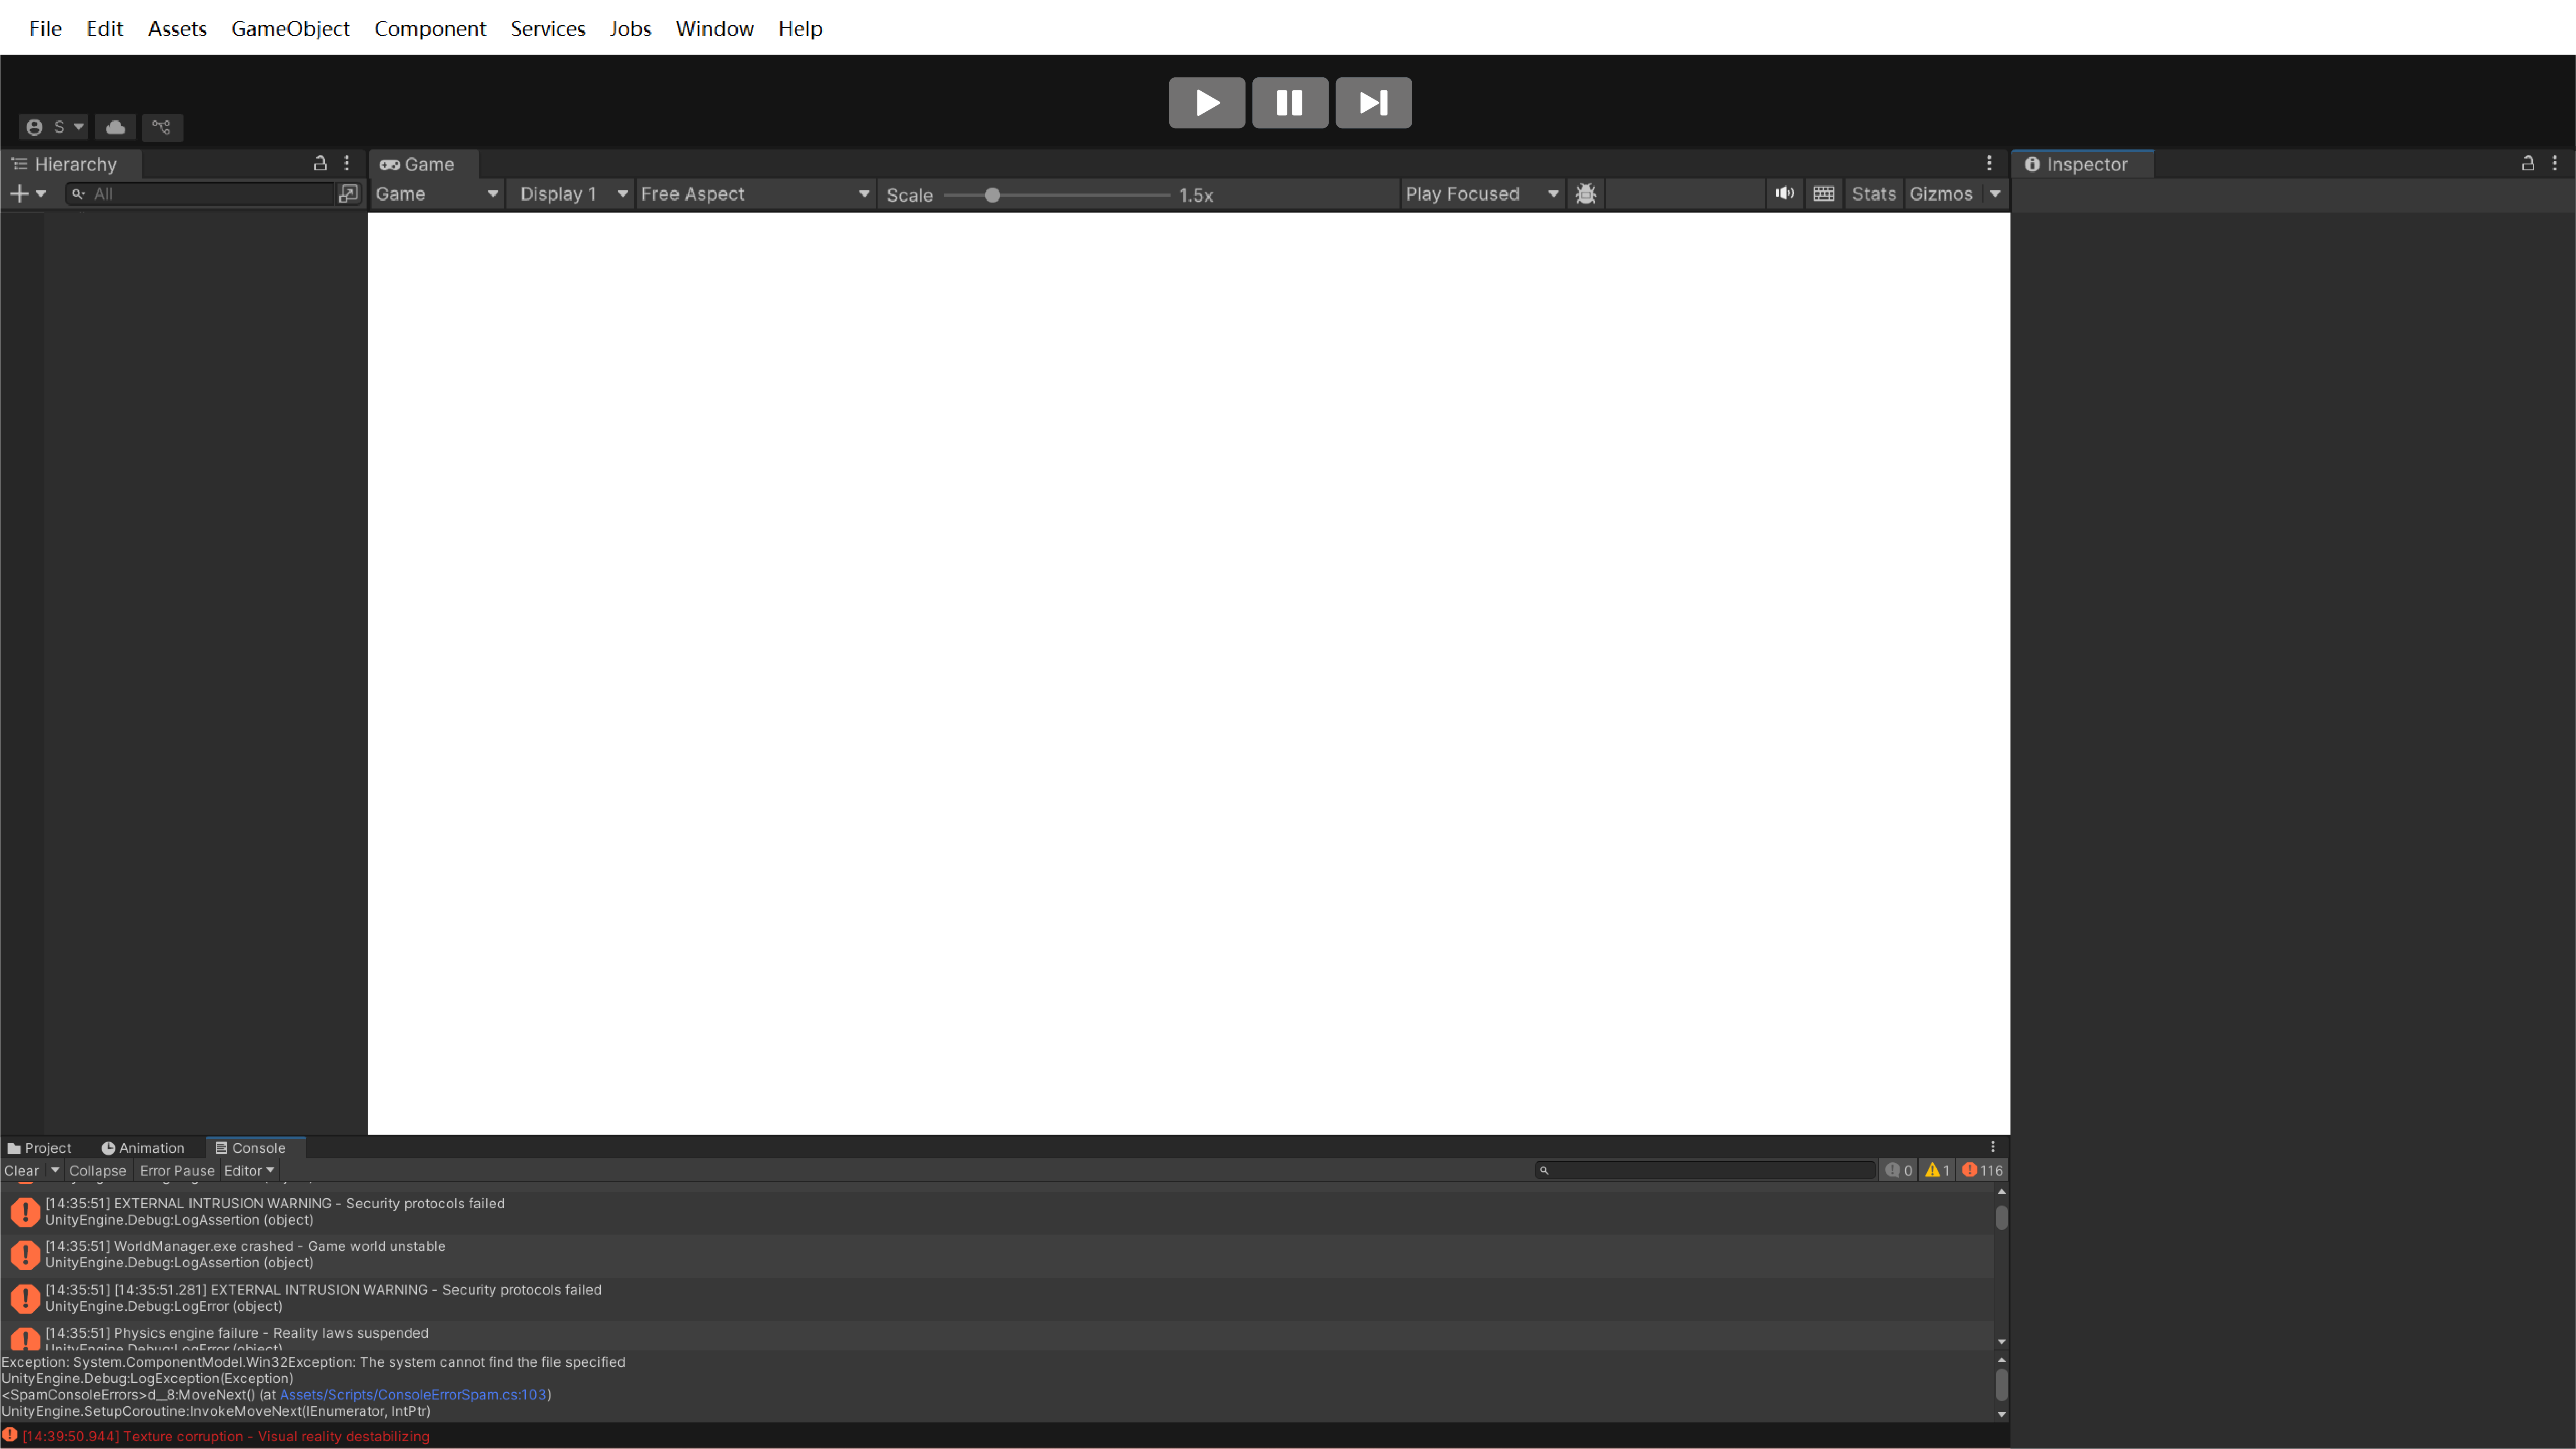 File Edit Assets GameObject Component Services Jobs Window Help
S
Hierarchy
Game
Inspector
All
Game Display 1 Free Aspect Scale 1.5x Play Focused Stats Gizmos
Project Animation Console
Clear Collapse Error Pause Editor 0 1 116
[14:35:51] EXTERNAL INTRUSION WARNING - Security protocols failed
UnityEngine.Debug:LogAssertion (object)
[14:35:51] WorldManager.exe crashed - Game world unstable
UnityEngine.Debug:LogAssertion (object)
[14:35:51] [14:35:51.281] EXTERNAL INTRUSION WARNING - Security protocols failed
UnityEngine.Debug:LogError (object)
[14:35:51] Physics engine failure - Reality laws suspended
UnityEngine.Debug:LogError (object)
Exception: System.ComponentModel.Win32Exception: The system cannot find the file specified
UnityEngine.Debug:LogException(Exception)
<SpamConsoleErrors>d__8:MoveNext() (at Assets/Scripts/ConsoleErrorSpam.cs:103)
UnityEngine.SetupCoroutine:InvokeMoveNext(IEnumerator, IntPtr)
[14:39:50.944] Texture corruption - Visual reality destabilizing